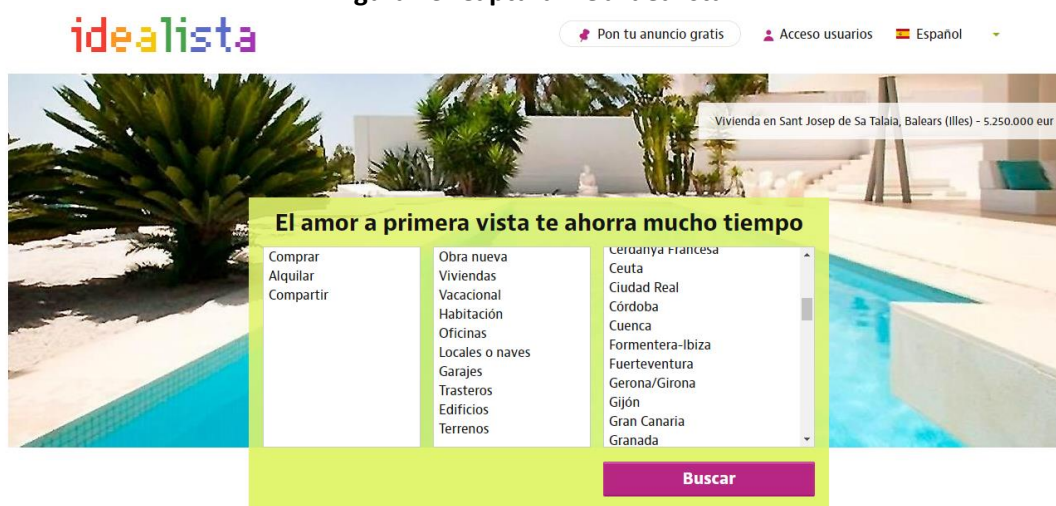 idealista
Pon tu anuncio gratis
Acceso usuarios
Español
Vivienda en Sant Josep de Sa Talaia, Balears (Illes) - 5.250.000 eur
El amor a primera vista te ahorra mucho tiempo
Comprar
Alquilar
Compartir
Obra nueva
Viviendas
Vacacional
Habitación
Oficinas
Locales o naves
Garajes
Trasteros
Edificios
Terrenos
Cerdanya Francesa
Ceuta
Ciudad Real
Córdoba
Cuenca
Formentera-Ibiza
Fuerteventura
Gerona/Girona
Gijón
Gran Canaria
Granada
Buscar